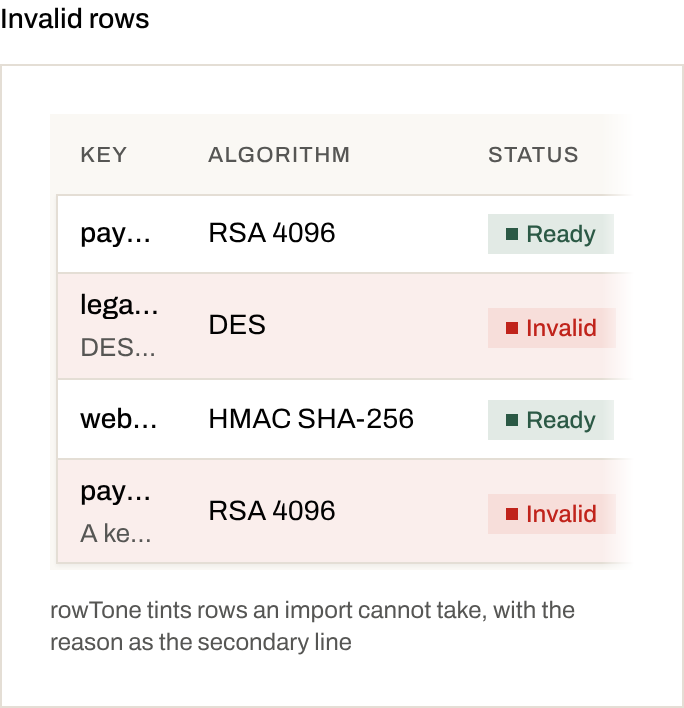 Invalid rows
KEY ALGORITHM STATUS
pay... RSA 4096 Ready
lega... DES Invalid
DES...
web... HMAC SHA-256 Ready
pay... RSA 4096 Invalid
A ke...
rowTone tints rows an import cannot take, with the
reason as the secondary line